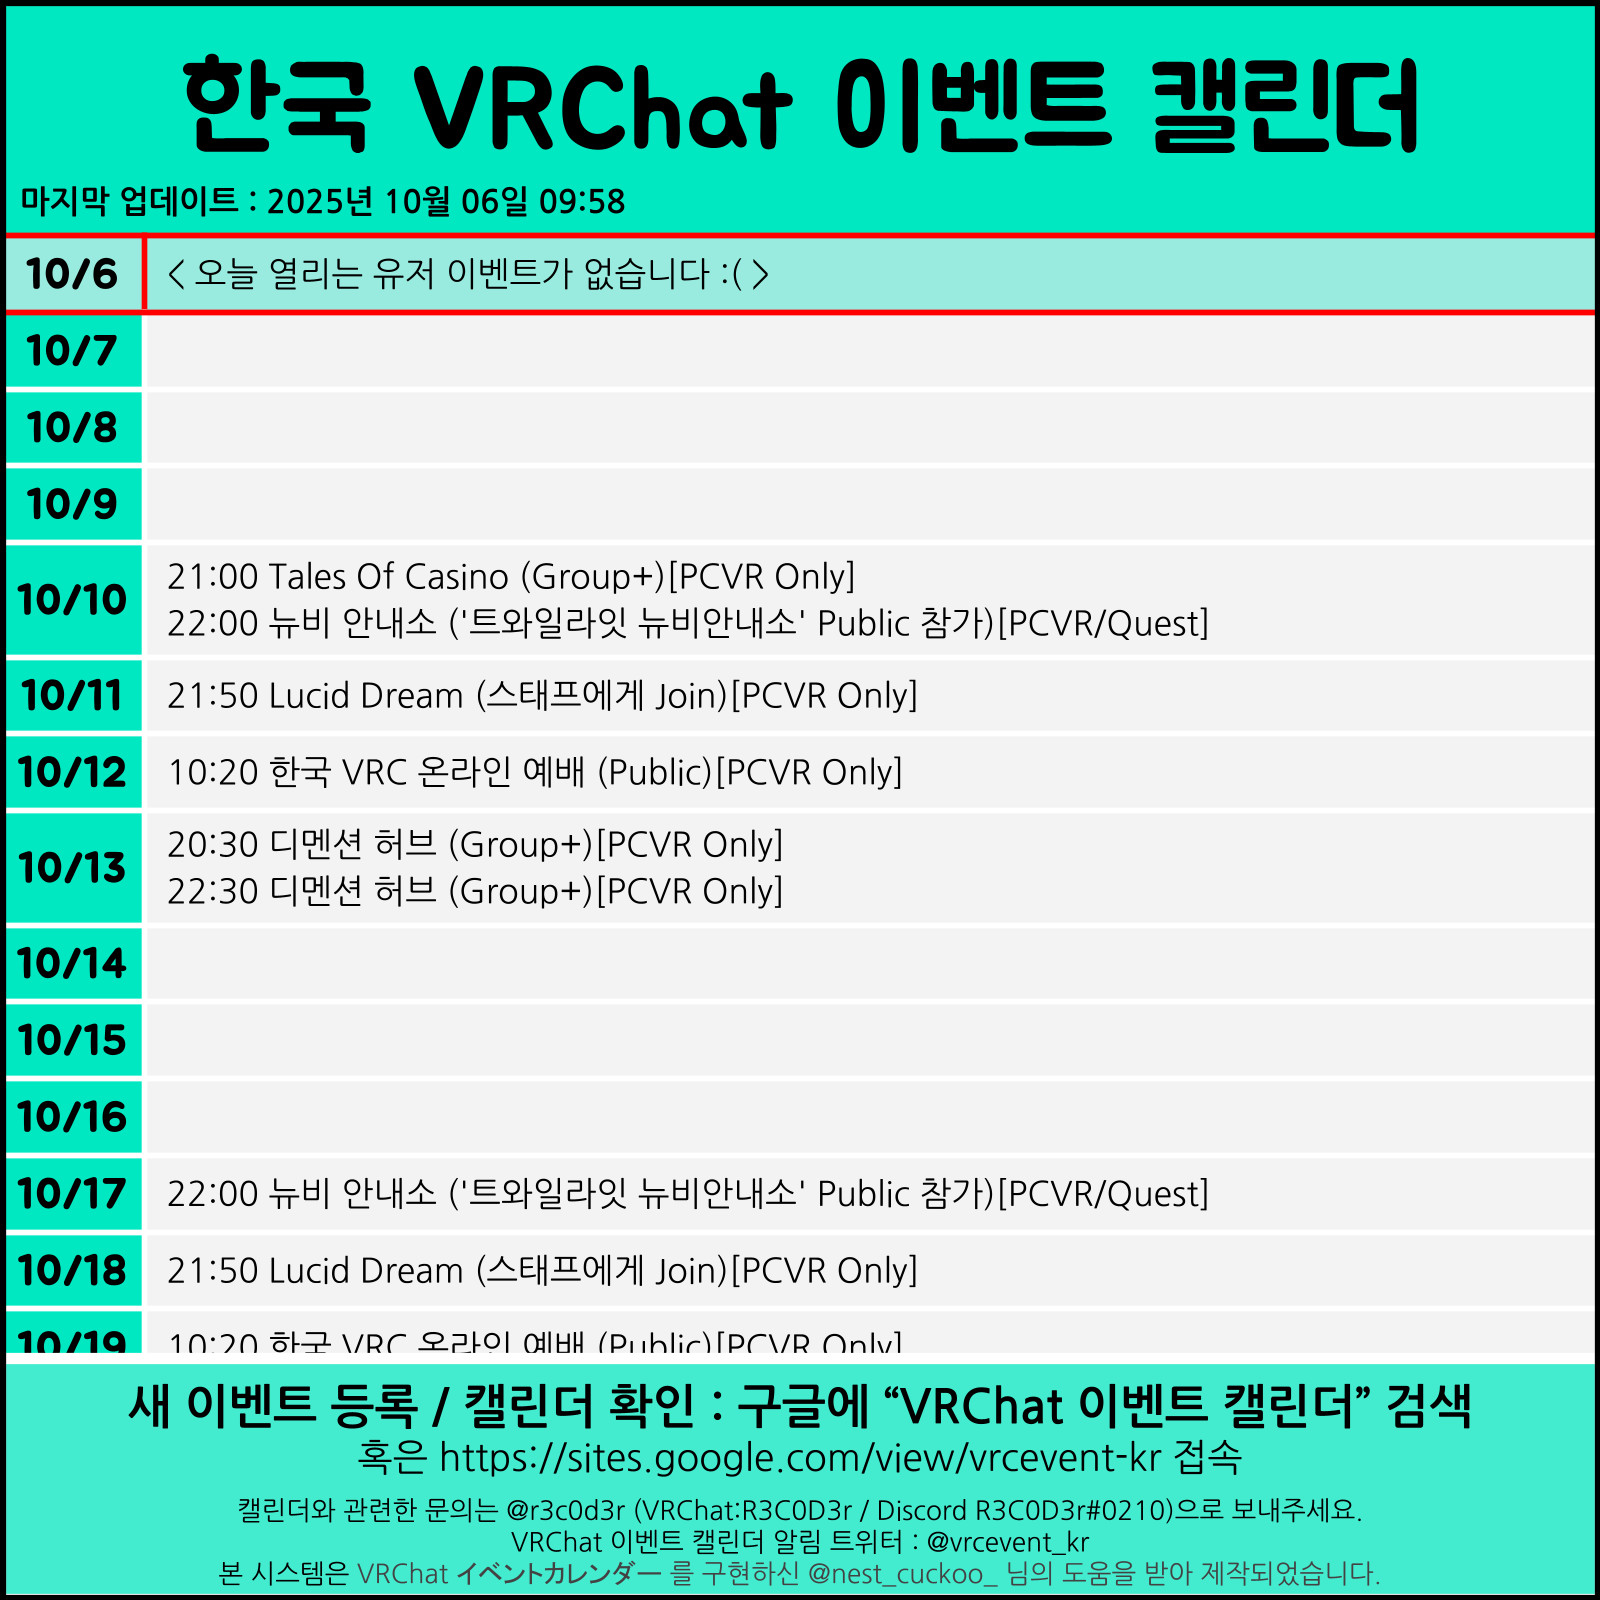 한국 VRChat 이벤트 캘린더
마지막 업데이트 : 2025년 10월 06일 09:58
10/6 < 오늘 열리는 유저 이벤트가 없습니다 :( >
10/7
10/8
10/9
10/10
21:00 Tales Of Casino (Group+)[PCVR Only]
22:00 뉴비 안내소 ('트와일라잇 뉴비안내소' Public 참가)[PCVR/Quest]
10/11 21:50 Lucid Dream (스태프에게 Join)[PCVR Only]
10/12 10:20 한국 VRC 온라인 예배 (Public)[PCVR Only]
10/13
20:30 디멘션 허브 (Group+)[PCVR Only]
22:30 디멘션 허브 (Group+)[PCVR Only]
10/14
10/15
10/16
10/17 22:00 뉴비 안내소 ('트와일라잇 뉴비안내소' Public 참가)[PCVR/Quest]
10/18 21:50 Lucid Dream (스태프에게 Join)[PCVR Only]
10/19 10:20 한국 VRC 온라인 예배 (Public)[PCVR Only]
새 이벤트 등록 / 캘린더 확인 : 구글에 “VRChat 이벤트 캘린더” 검색
혹은 https://sites.google.com/view/vrcevent-kr 접속
캘린더와 관련한 문의는 @r3c0d3r (VRChat:R3C0D3r / Discord R3C0D3r#0210)으로 보내주세요.
VRChat 이벤트 캘린더 알림 트위터 : @vrcevent_kr
본 시스템은 VRChat イベントカレンダー 를 구현하신 @nest_cuckoo_ 님의 도움을 받아 제작되었습니다.